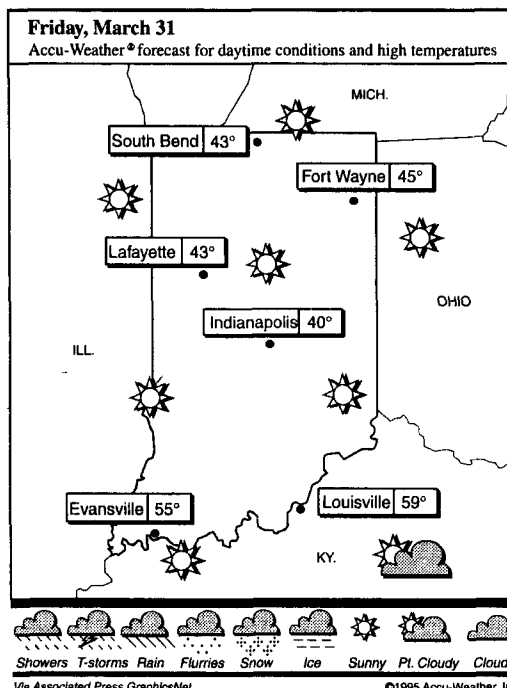 Friday, March 31
Accu-Weather® forecast for daytime conditions and high temperatures
MICH.
South Bend 43°
Fort Wayne 45°
Lafayette 43°
OHIO
Indianapolis 40°
ILL.
Evansville 55°
Louisville 59°
KY.
Showers T-storms Rain Flurries Snow Ice Sunny Pt. Cloudy Cloud
Via Associated Press GraphicsNet ©1995 Accu-Weather, I